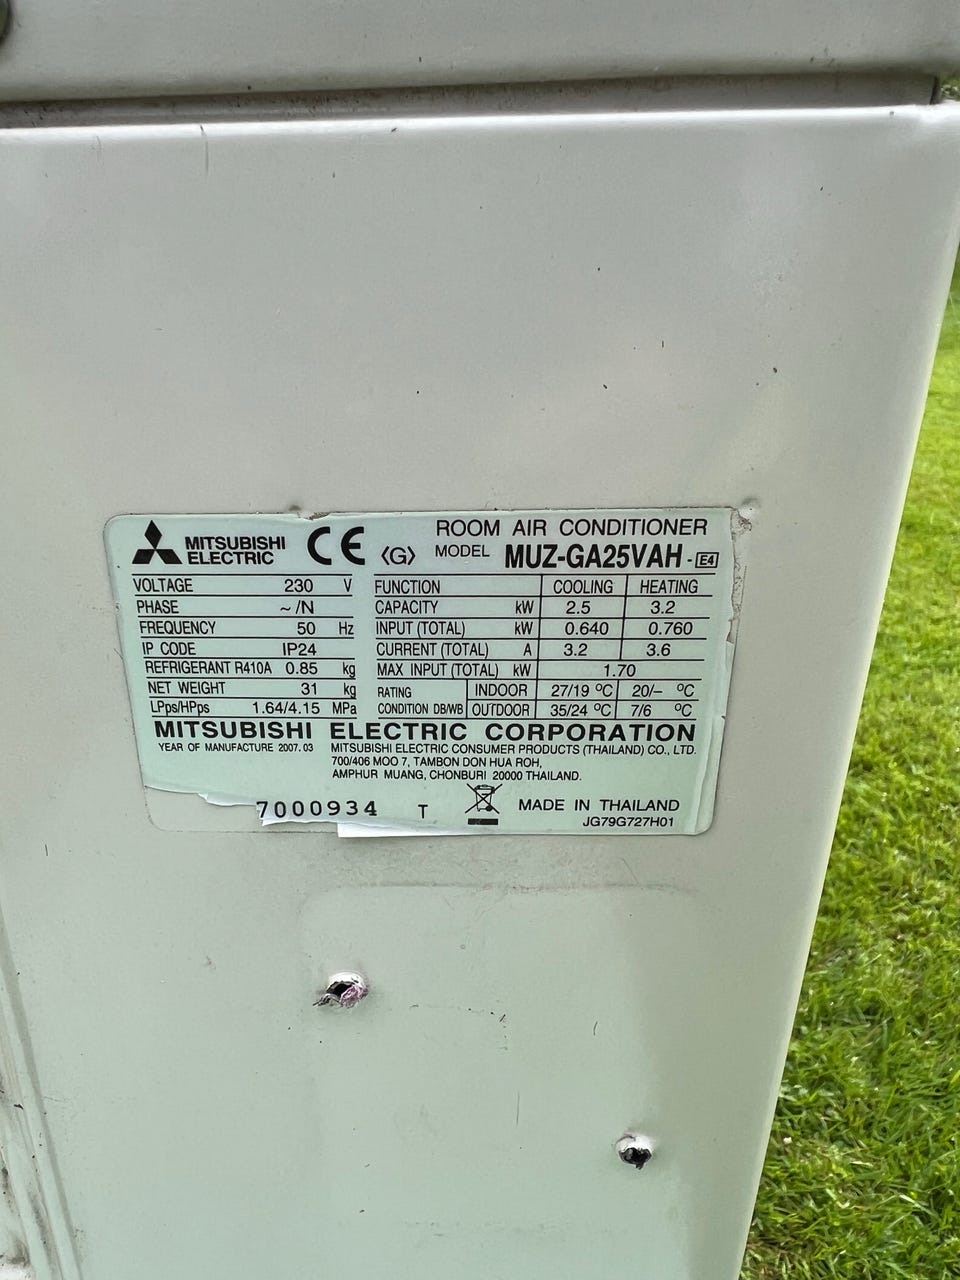 MITSUBISHI
ELECTRIC
CE
⟨G⟩
ROOM AIR CONDITIONER
MODEL MUZ-GA25VAH - E4
VOLTAGE 230 V
PHASE ~ /N
FREQUENCY 50 Hz
IP CODE IP24
REFRIGERANT R410A 0.85 kg
NET WEIGHT 31 kg
LPps/HPps 1.64/4.15 MPa
FUNCTION COOLING HEATING
CAPACITY kW 2.5 3.2
INPUT (TOTAL) kW 0.640 0.760
CURRENT (TOTAL) A 3.2 3.6
MAX INPUT (TOTAL) kW 1.70
RATING INDOOR 27/19 °C 20/– °C
CONDITION DB/WB OUTDOOR 35/24 °C 7/6 °C
MITSUBISHI ELECTRIC CORPORATION
YEAR OF MANUFACTURE 2007.03
MITSUBISHI ELECTRIC CONSUMER PRODUCTS (THAILAND) CO., LTD.
700/406 MOO 7, TAMBON DON HUA ROH,
AMPHUR MUANG, CHONBURI 20000 THAILAND.
7000934 T
MADE IN THAILAND
JG79G727H01